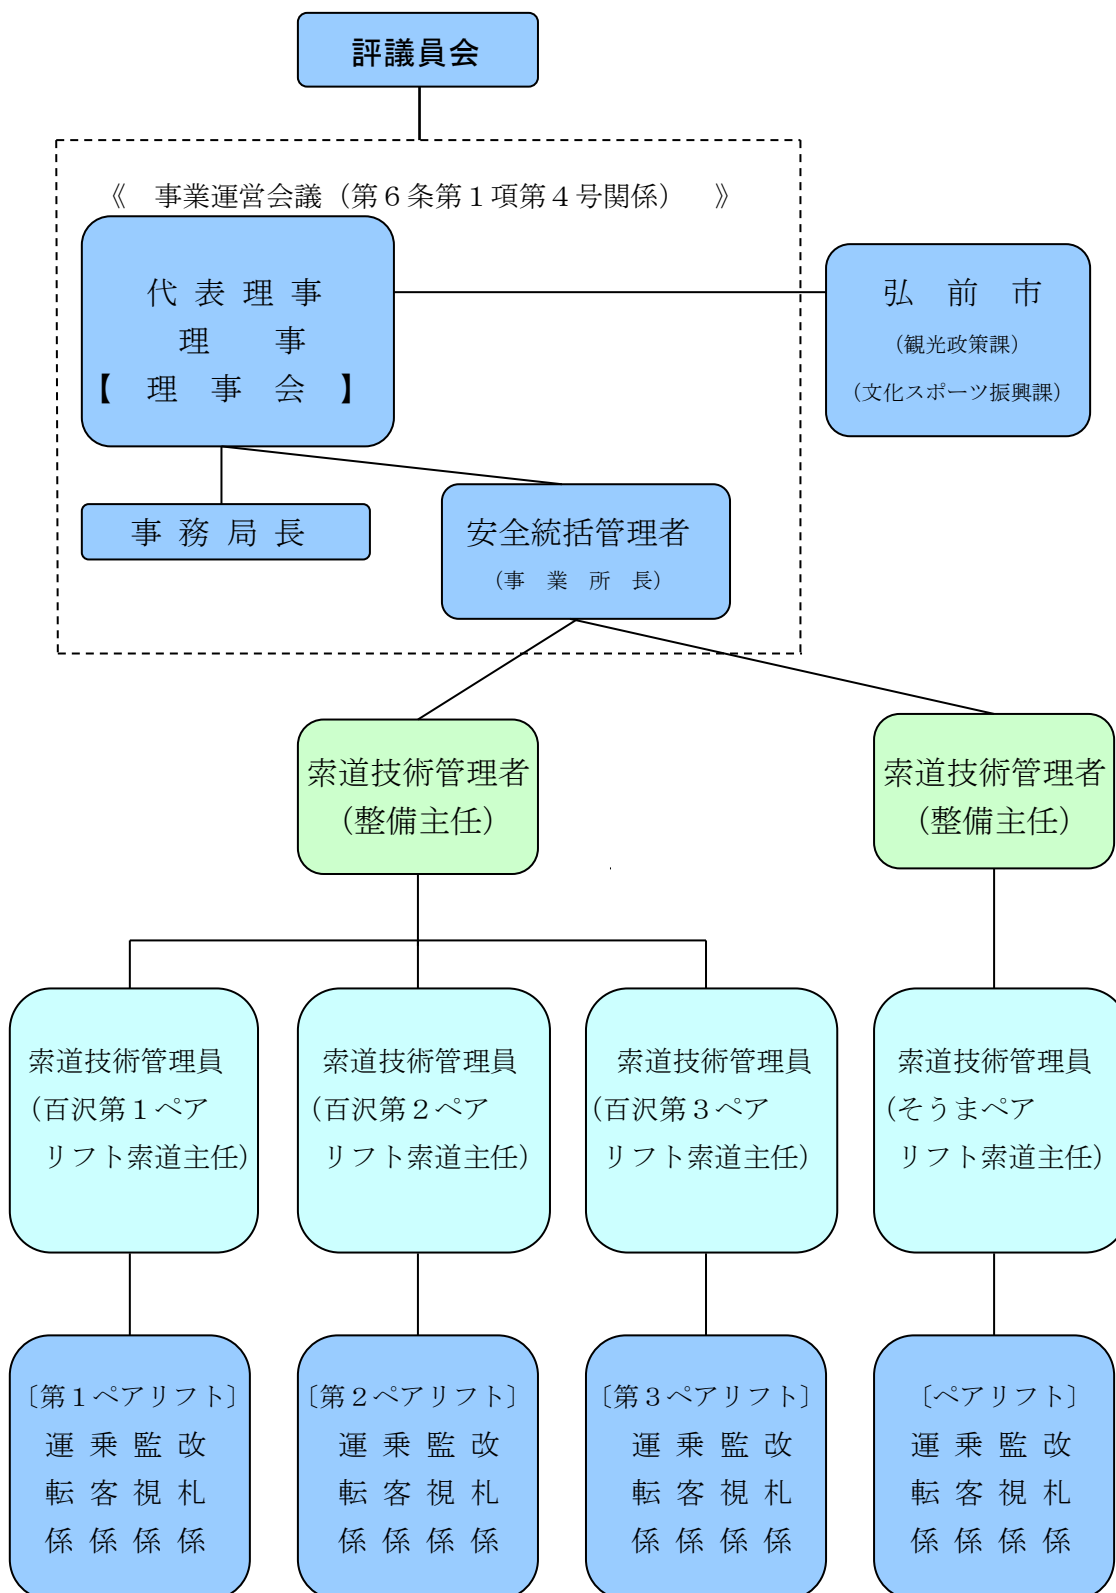 評議員会
《　事業運営会議（第６条第１項第４号関係）　》
代 表 理 事
理　　事
【　理　事　会　】
弘　前　市
（観光政策課）
（文化スポーツ振興課）
事 務 局 長
安全統括管理者
（事　業　所　長）
索道技術管理者
（整備主任）
索道技術管理者
（整備主任）
索道技術管理員
（百沢第１ペア
リフト索道主任）
索道技術管理員
（百沢第２ペア
リフト索道主任）
索道技術管理員
（百沢第３ペア
リフト索道主任）
索道技術管理員
（そうまペア
リフト索道主任）
〔第１ペアリフト〕
運 乗 監 改
転 客 視 札
係 係 係 係
〔第２ペアリフト〕
運 乗 監 改
転 客 視 札
係 係 係 係
〔第３ペアリフト〕
運 乗 監 改
転 客 視 札
係 係 係 係
〔ペアリフト〕
運 乗 監 改
転 客 視 札
係 係 係 係